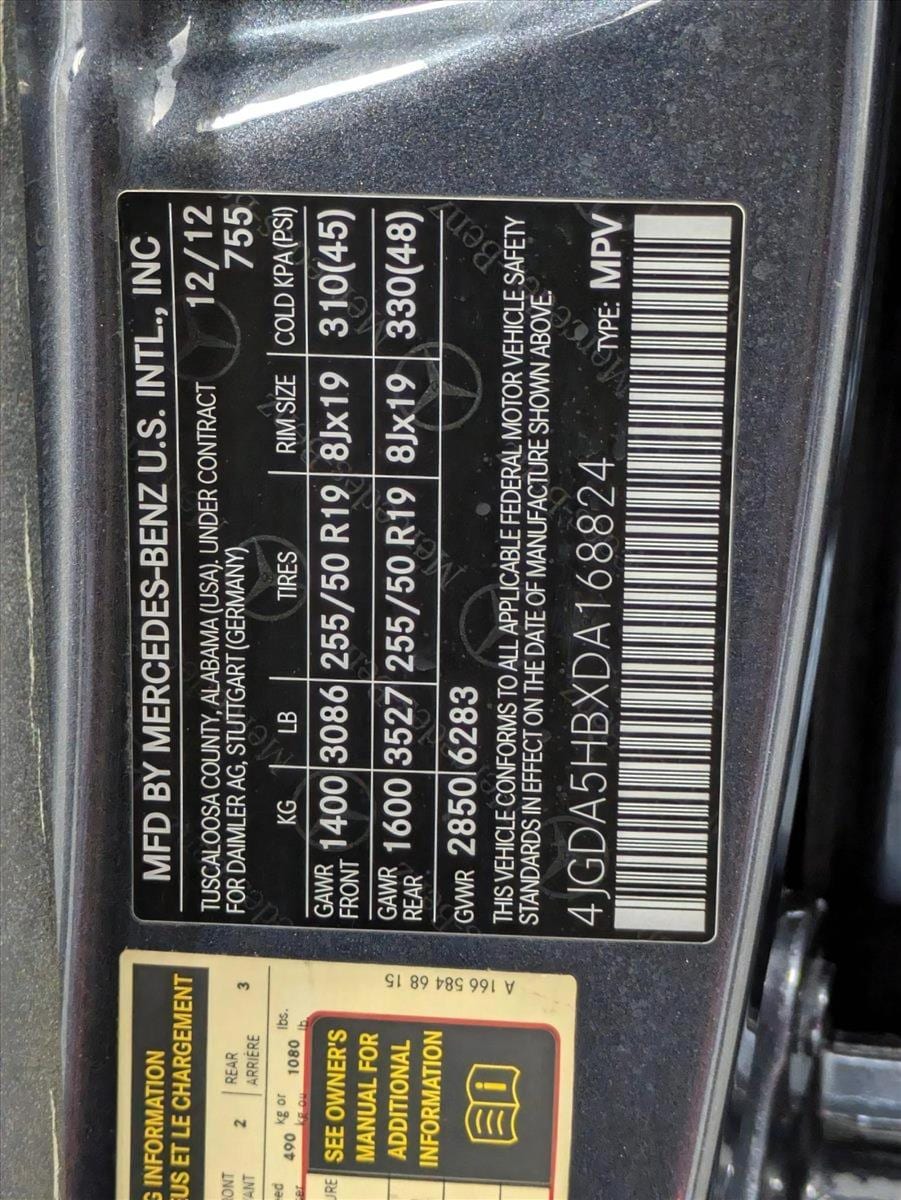 MFD BY MERCEDES-BENZ U.S. INTL., INC
TUSCALOOSA COUNTY, ALABAMA (USA), UNDER CONTRACT 12/12
FOR DAIMLER AG, STUTTGART (GERMANY) 755
KG LB TIRES RIM SIZE COLD KPA (PSI)
GAWR FRONT 1400 3086 255/50 R19 8Jx19 310(45)
GAWR REAR 1600 3527 255/50 R19 8Jx19 330(48)
GVWR 2850 6283
THIS VEHICLE CONFORMS TO ALL APPLICABLE FEDERAL MOTOR VEHICLE SAFETY
STANDARDS IN EFFECT ON THE DATE OF MANUFACTURE SHOWN ABOVE.
4JGDA5HBXDA168824 TYPE: MPV
INFORMATION
ET LE CHARGEMENT
2 REAR 3
ARRIÈRE
490 kg or 1080 lbs.
kg ou lb
SEE OWNER'S
MANUAL FOR
ADDITIONAL
INFORMATION
A 166 584 68 15